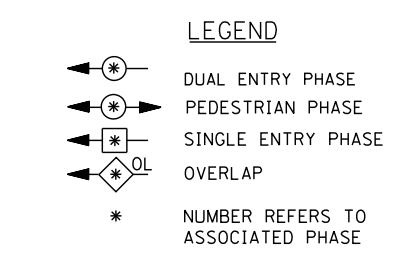 LEGEND
* DUAL ENTRY PHASE
* PEDESTRIAN PHASE
* SINGLE ENTRY PHASE
* OL OVERLAP
* NUMBER REFERS TO
ASSOCIATED PHASE